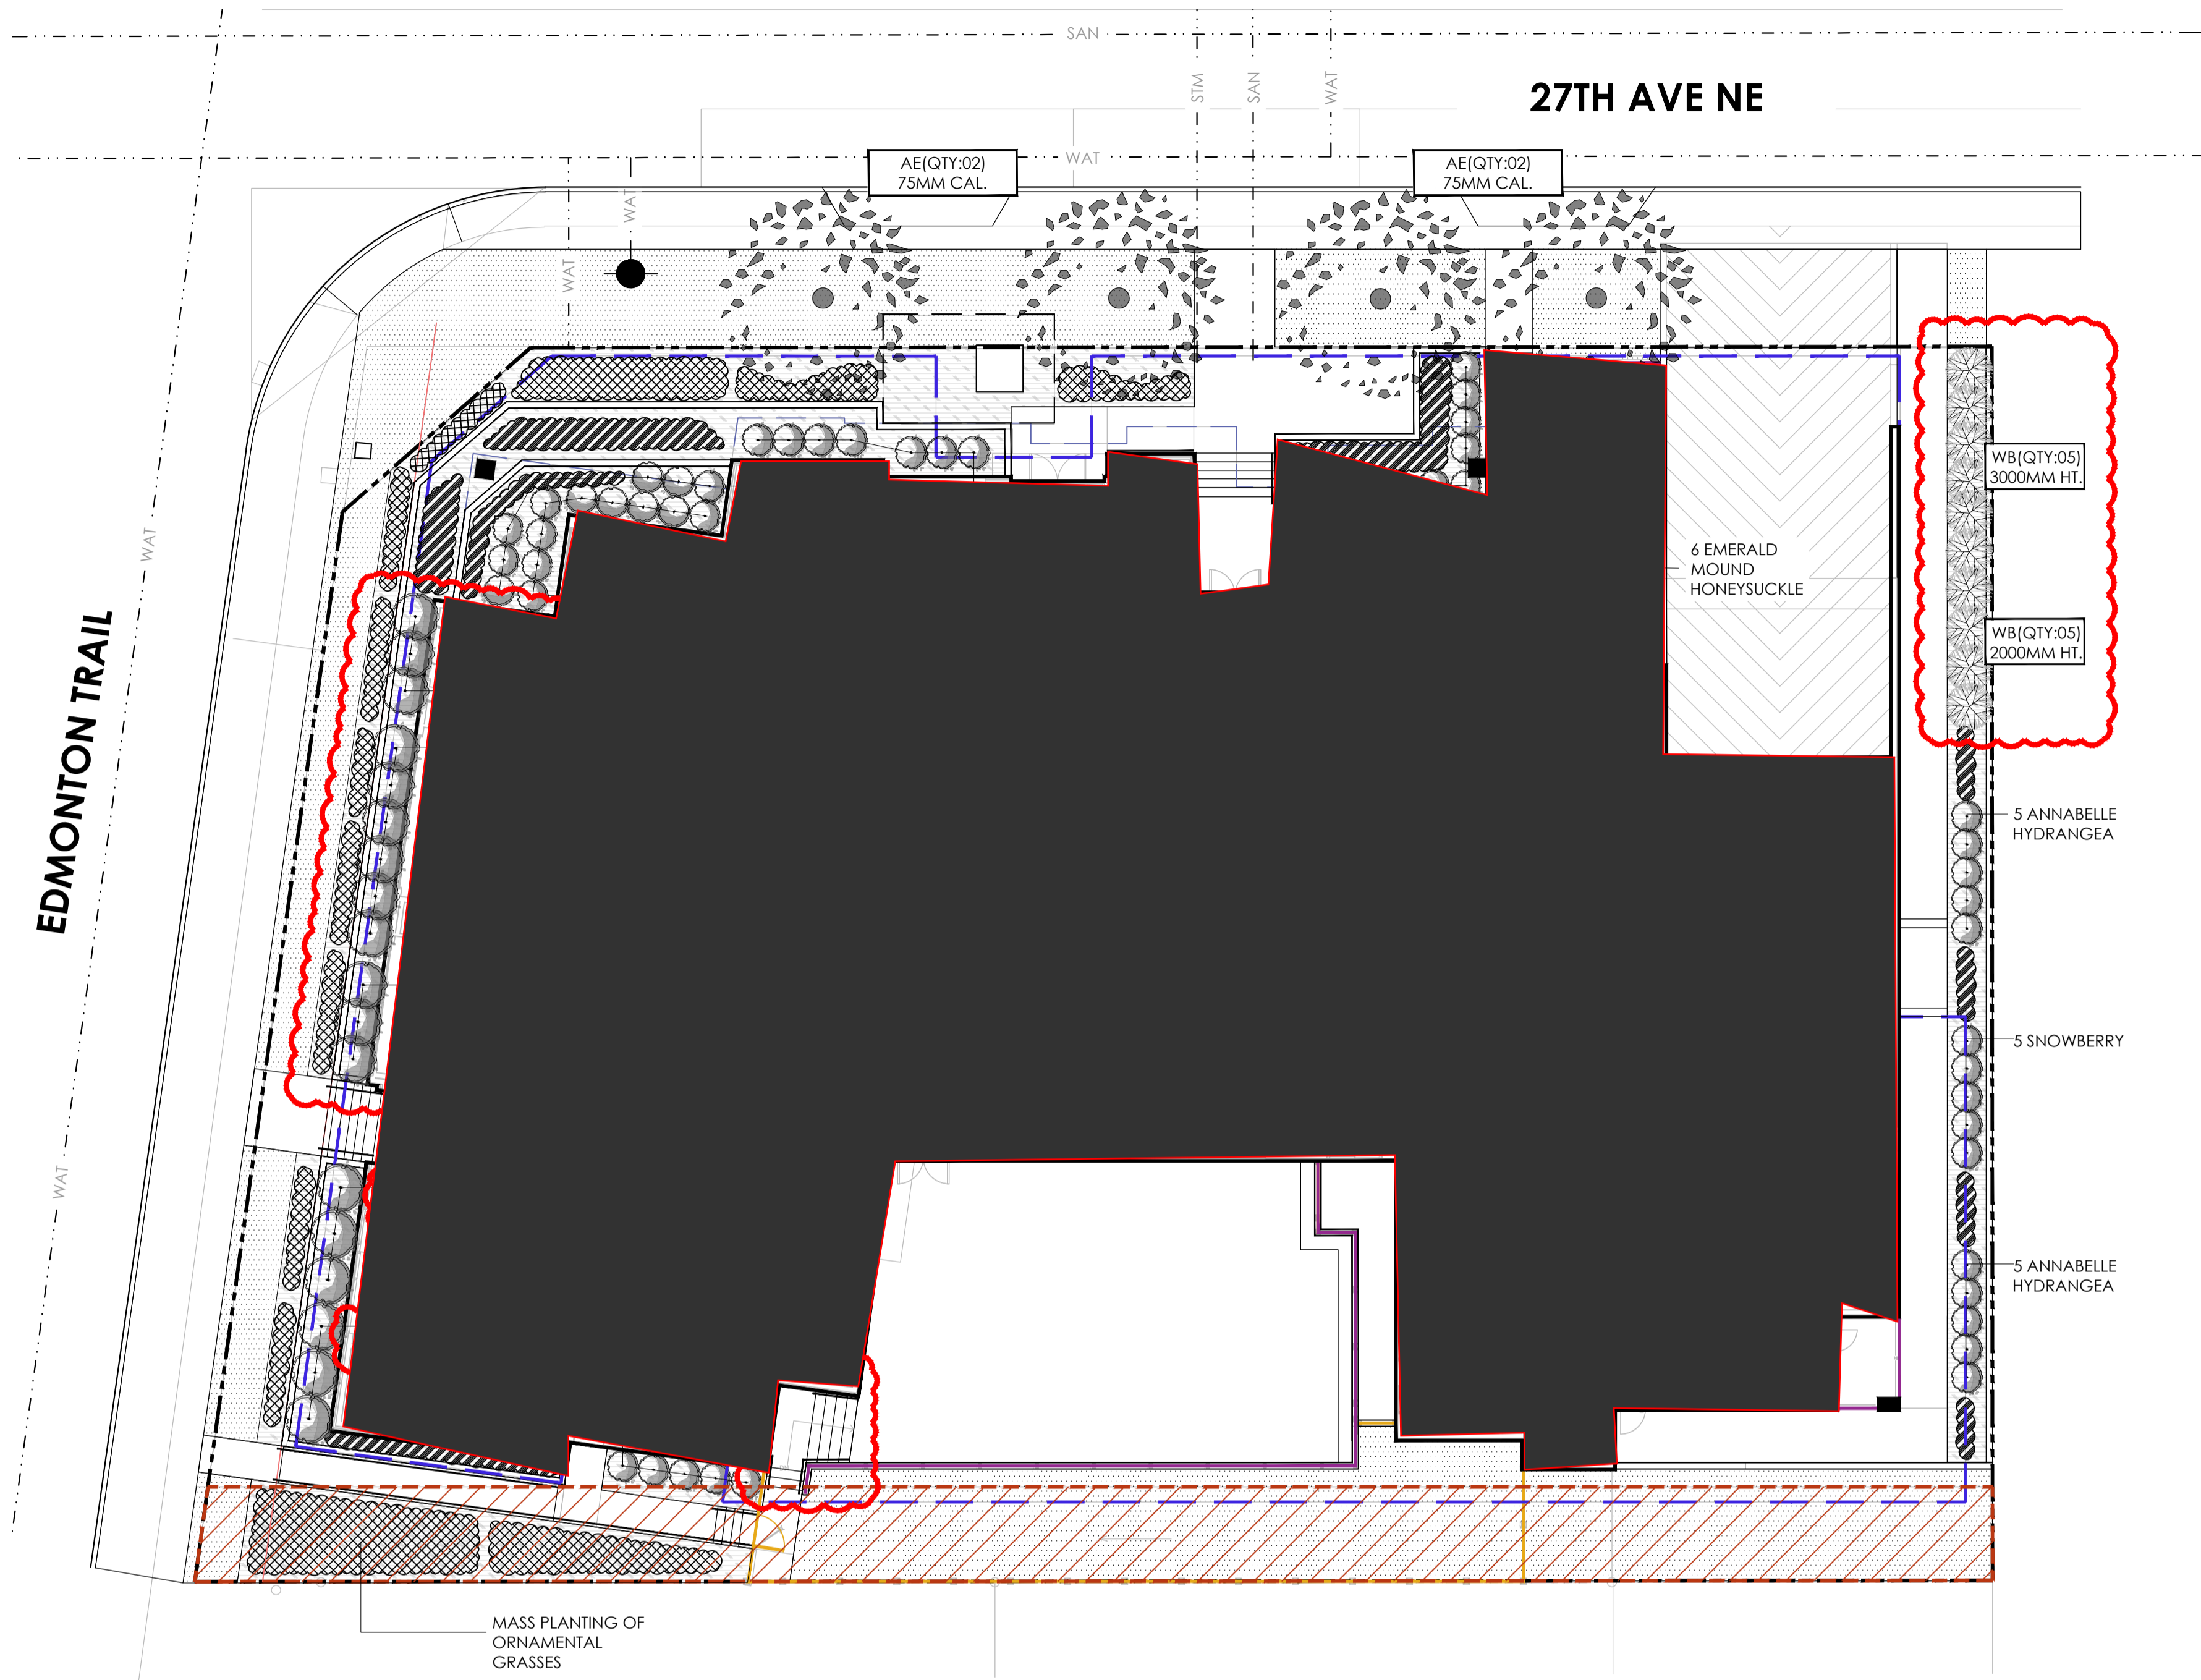 SAN
STM
SAN
WAT
27TH AVE NE
WAT
AE(QTY:02)
75MM CAL.
AE(QTY:02)
75MM CAL.
WAT
WAT
WB(QTY:05)
3000MM HT.
WAT
6 EMERALD
MOUND
HONEYSUCKLE
WB(QTY:05)
2000MM HT.
EDMONTON TRAIL
5 ANNABELLE
HYDRANGEA
5 SNOWBERRY
WAT
5 ANNABELLE
HYDRANGEA
MASS PLANTING OF
ORNAMENTAL
GRASSES